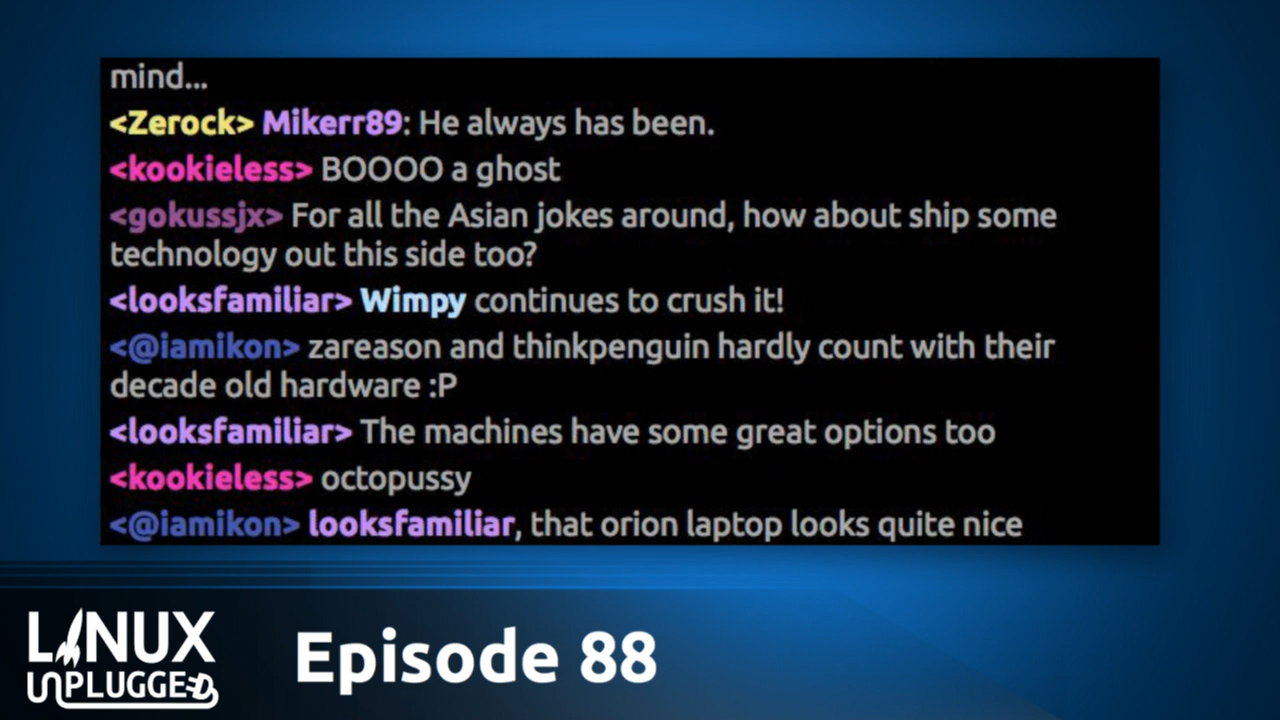 mind...
<Zerock> Mikerr89: He always has been.
<kookieless> BOOOO a ghost
<gokussjx> For all the Asian jokes around, how about ship some
technology out this side too?
<looksfamiliar> Wimpy continues to crush it!
<@iamikon> zareason and thinkpenguin hardly count with their
decade old hardware :P
<looksfamiliar> The machines have some great options too
<kookieless> octopussy
<@iamikon> looksfamiliar, that orion laptop looks quite nice
LINUX
UNPLUGGED
Episode 88